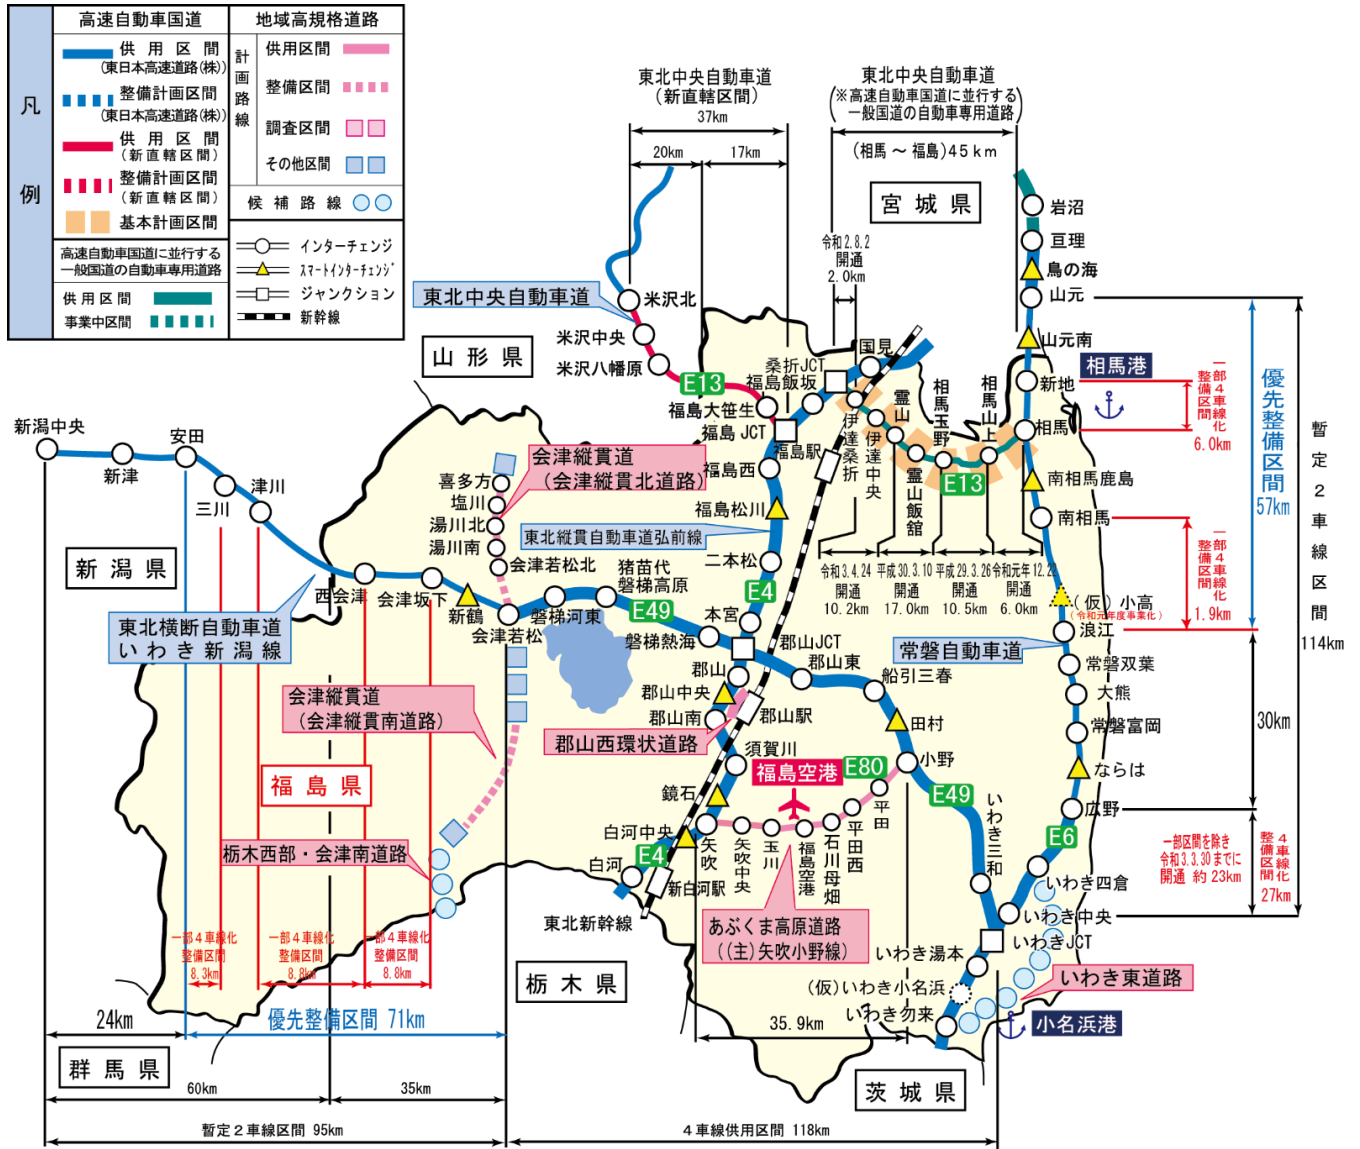 凡例
高速自動車国道
供用区間
(東日本高速道路(株))
整備計画区間
(東日本高速道路(株))
供用区間
(新直轄区間)
整備計画区間
(新直轄区間)
基本計画区間
高速自動車国道に並行する
一般国道の自動車専用道路
供用区間
事業中区間
地域高規格道路
計画路線
供用区間
整備区間
調査区間
その他区間
候補路線
インターチェンジ
スマートインターチェンジ
ジャンクション
新幹線
東北中央自動車道
(新直轄区間)
37km
20km
17km
東北中央自動車道
(※高速自動車国道に並行する
一般国道の自動車専用道路)
(相馬～福島)45km
宮城県
岩沼
亘理
鳥の海
山元
山元南
新地
相馬港
相馬
南相馬鹿島
南相馬
(仮)小高
(令和元年度事業化)
浪江
常磐双葉
大熊
常磐富岡
ならは
広野
E6
いわき四倉
いわき中央
いわきJCT
いわき湯本
(仮)いわき小名浜
いわき勿来
いわき東道路
小名浜港
一部4車線化
整備区間
6.0km
優先整備区間
57km
暫定2車線区間
114km
一部4車線化
整備区間
1.9km
30km
一部区間を除き
令和3.3.30までに
開通 約23km
4車線化
整備区間
27km
令和2.8.2
開通
2.0km
東北中央自動車道
米沢北
米沢中央
米沢八幡原
E13
山形県
桑折JCT
福島飯坂
国見
福島大笹生
福島JCT
福島駅
福島西
福島松川
東北縦貫自動車道弘前線
二本松
E4
本宮
伊達桑折
伊達中央
霊山
霊山飯舘
相馬玉野
相馬山上
E13
令和3.4.24
開通
10.2km
平成30.3.10
開通
17.0km
平成29.3.26
開通
10.5km
令和元年12.22
開通
6.0km
常磐自動車道
新潟中央
新津
安田
三川
津川
新潟県
西会津
会津坂下
新鶴
会津若松
東北横断自動車道
いわき新潟線
会津縦貫道
(会津縦貫北道路)
喜多方
塩川
湯川北
湯川南
会津若松北
猪苗代
磐梯高原
磐梯河東
E49
磐梯熱海
郡山JCT
郡山
郡山東
船引三春
郡山中央
郡山南
郡山駅
田村
小野
会津縦貫道
(会津縦貫南道路)
郡山西環状道路
福島県
須賀川
福島空港
E80
E49
鏡石
白河中央
白河
E4
新白河駅
東北新幹線
矢吹
矢吹中央
玉川
福島空港
石川母畑
平田西
平田
いわき三和
あぶくま高原道路
((主)矢吹小野線)
栃木西部・会津南道路
一部4車線化
整備区間
8.3km
一部4車線化
整備区間
8.8km
一部4車線化
整備区間
8.8km
栃木県
24km
優先整備区間 71km
35.9km
群馬県
茨城県
60km
35km
暫定2車線区間 95km
4車線供用区間 118km